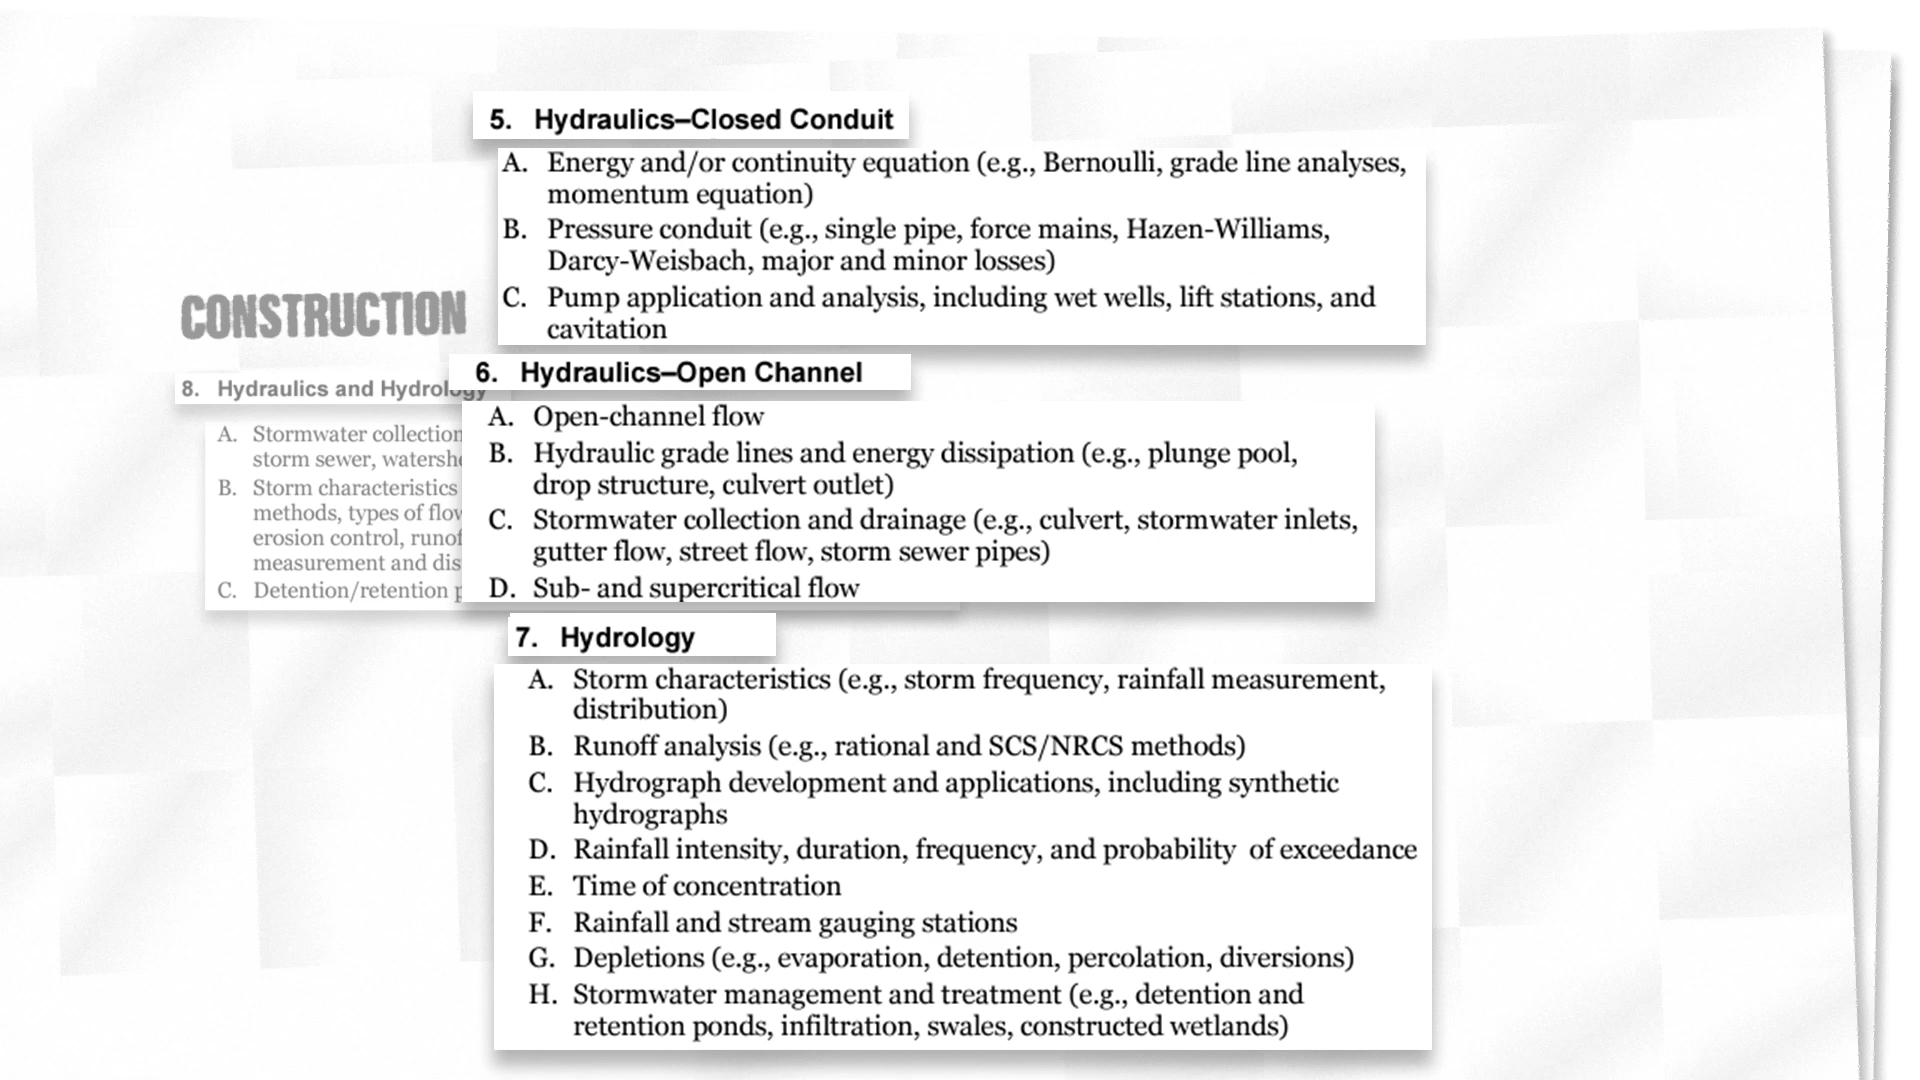 5. Hydraulics–Closed Conduit
A. Energy and/or continuity equation (e.g., Bernoulli, grade line analyses,
momentum equation)
B. Pressure conduit (e.g., single pipe, force mains, Hazen-Williams,
Darcy-Weisbach, major and minor losses)
C. Pump application and analysis, including wet wells, lift stations, and
cavitation
6. Hydraulics–Open Channel
A. Open-channel flow
B. Hydraulic grade lines and energy dissipation (e.g., plunge pool,
drop structure, culvert outlet)
C. Stormwater collection and drainage (e.g., culvert, stormwater inlets,
gutter flow, street flow, storm sewer pipes)
D. Sub- and supercritical flow
7. Hydrology
A. Storm characteristics (e.g., storm frequency, rainfall measurement,
distribution)
B. Runoff analysis (e.g., rational and SCS/NRCS methods)
C. Hydrograph development and applications, including synthetic
hydrographs
D. Rainfall intensity, duration, frequency, and probability of exceedance
E. Time of concentration
F. Rainfall and stream gauging stations
G. Depletions (e.g., evaporation, detention, percolation, diversions)
H. Stormwater management and treatment (e.g., detention and
retention ponds, infiltration, swales, constructed wetlands)
CONSTRUCTION
8. Hydraulics and Hydrology
A. Stormwater collection
storm sewer,
B. Storm characteristics
methods, types of
erosion control,
measurement and
C. Detention/retention